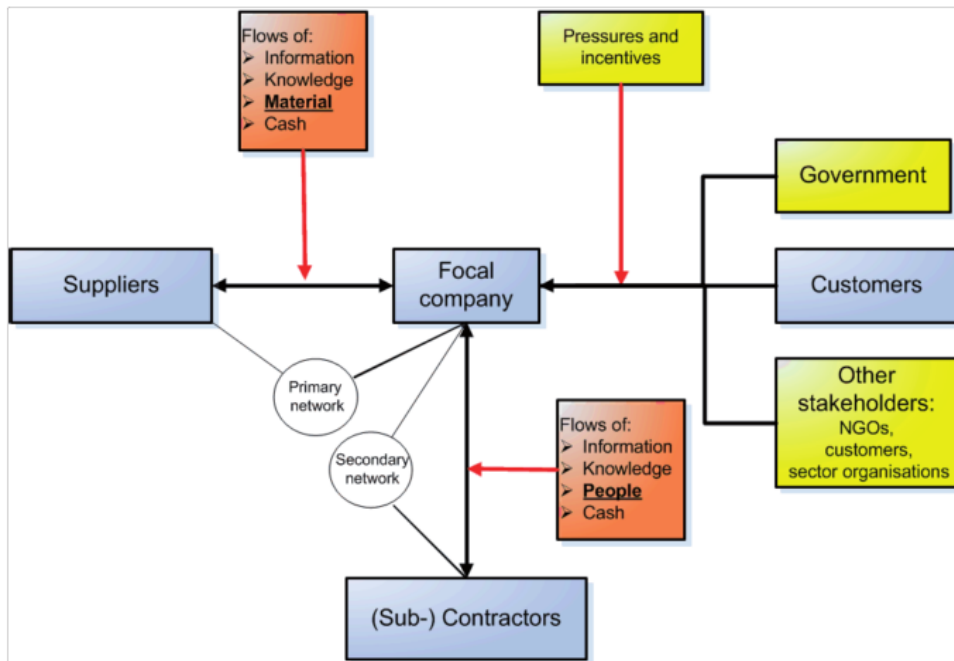 Flows of:
➢ Information
➢ Knowledge
➢ Material
➢ Cash
Pressures and
incentives
Government
Suppliers
Focal
company
Customers
Primary
network
Other
stakeholders:
NGOs,
customers,
sector organisations
Secondary
network
Flows of:
➢ Information
➢ Knowledge
➢ People
➢ Cash
(Sub-) Contractors